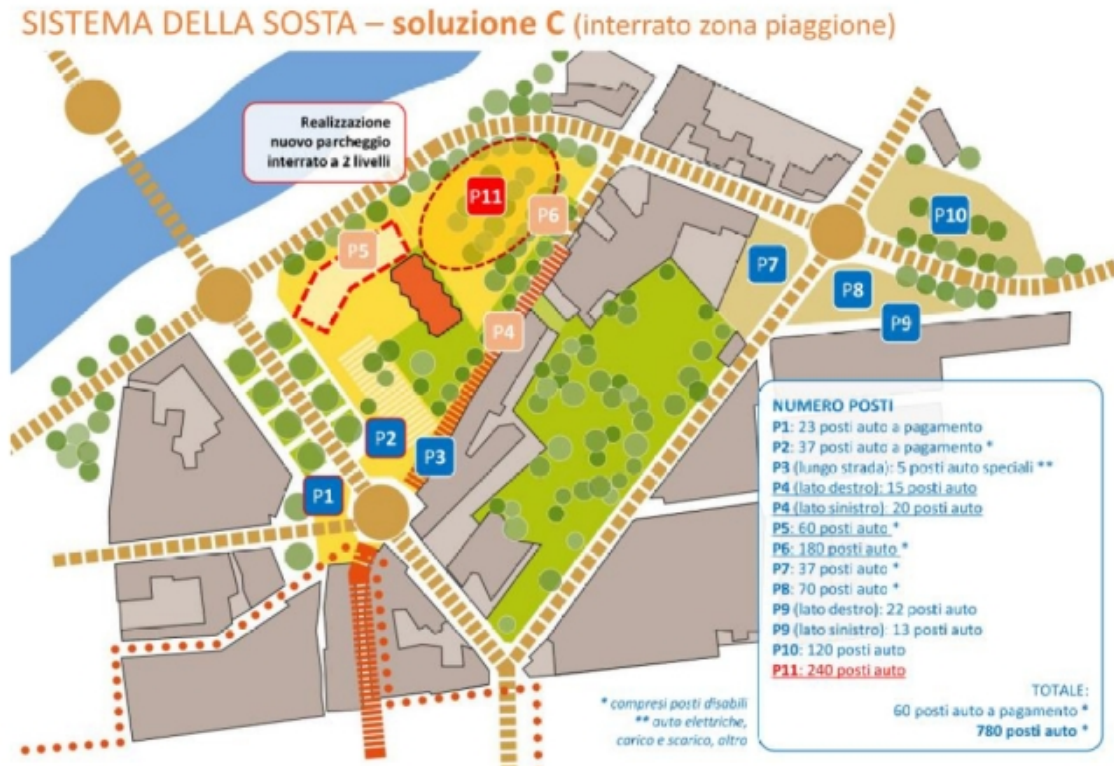 SISTEMA DELLA SOSTA – soluzione C (interrato zona piaggione)
Realizzazione
nuovo parcheggio
interrato a 2 livelli
P11
P6
P5
P10
P7
P8
P9
P4
P2
P3
P1
NUMERO POSTI
P1: 23 posti auto a pagamento
P2: 37 posti auto a pagamento *
P3 (lungo strada): 5 posti auto speciali **
P4 (lato destro): 15 posti auto
P4 (lato sinistro): 20 posti auto
P5: 60 posti auto *
P6: 180 posti auto *
P7: 37 posti auto *
P8: 70 posti auto *
P9 (lato destro): 22 posti auto
P9 (lato sinistro): 13 posti auto
P10: 120 posti auto
P11: 240 posti auto
TOTALE:
60 posti auto a pagamento *
780 posti auto *
* compresi posti disabili
** auto elettriche,
carico e scarico, altro